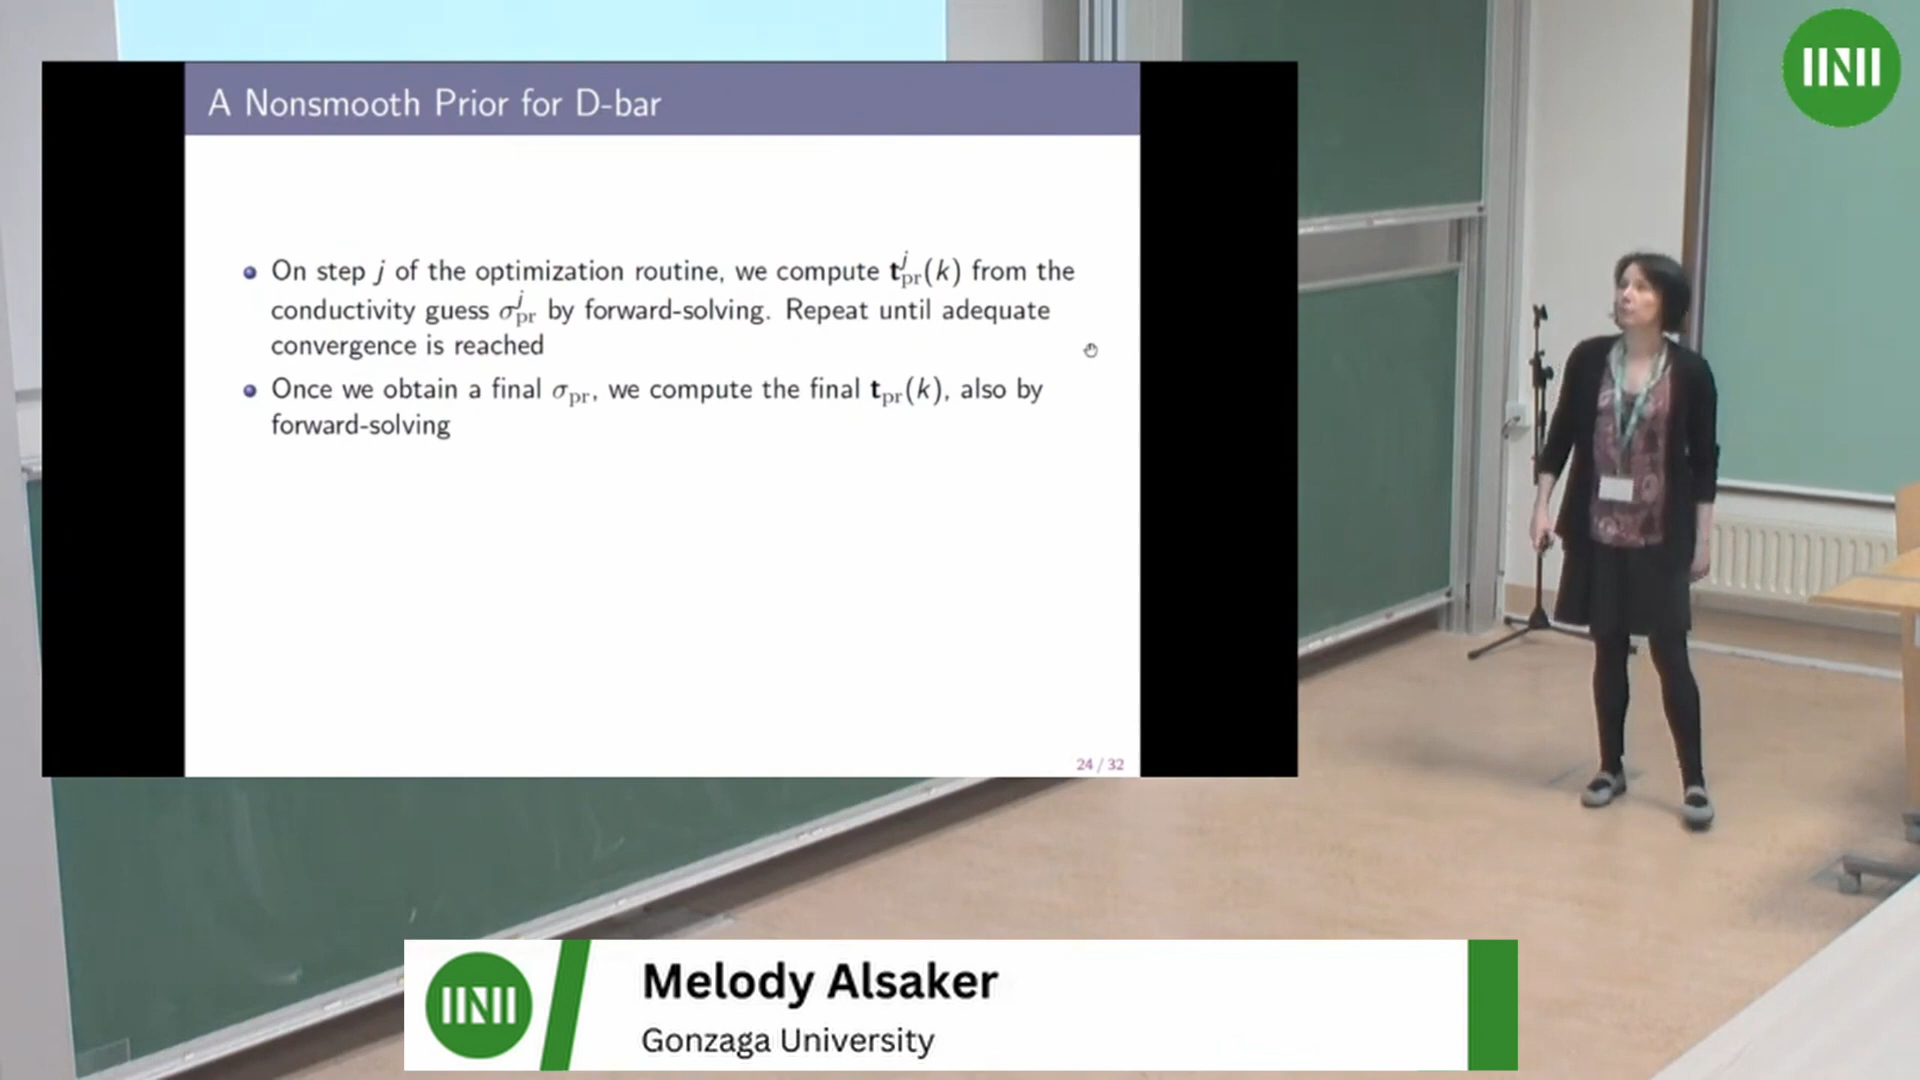 A Nonsmooth Prior for D-bar
On step j of the optimization routine, we compute t^j_pr(k) from the
conductivity guess σ^j_pr by forward-solving. Repeat until adequate
convergence is reached
Once we obtain a final σ_pr, we compute the final t_pr(k), also by
forward-solving
24 / 32
Melody Alsaker
Gonzaga University